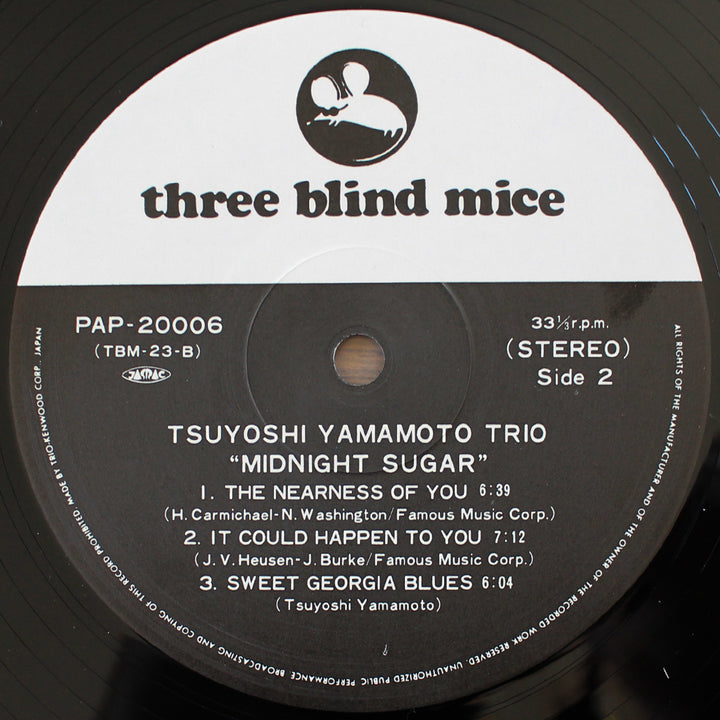 three blind mice
PAP-20006
(TBM-23-B)
JASRAC
33⅓r.p.m.
(STEREO)
Side 2
TSUYOSHI YAMAMOTO TRIO
“MIDNIGHT SUGAR”
1. THE NEARNESS OF YOU 6:39
(H. Carmichael-N. Washington/Famous Music Corp.)
2. IT COULD HAPPEN TO YOU 7:12
(J. V. Heusen-J. Burke/Famous Music Corp.)
3. SWEET GEORGIA BLUES 6:04
(Tsuyoshi Yamamoto)
ALL RIGHTS OF THE MANUFACTURER AND OF THE OWNER OF THE RECORDED WORK RESERVED. UNAUTHORIZED PUBLIC PERFORMANCE BROADCASTING AND COPYING OF THIS RECORD PROHIBITED. MADE BY TRIO-KENWOOD CORP., JAPAN